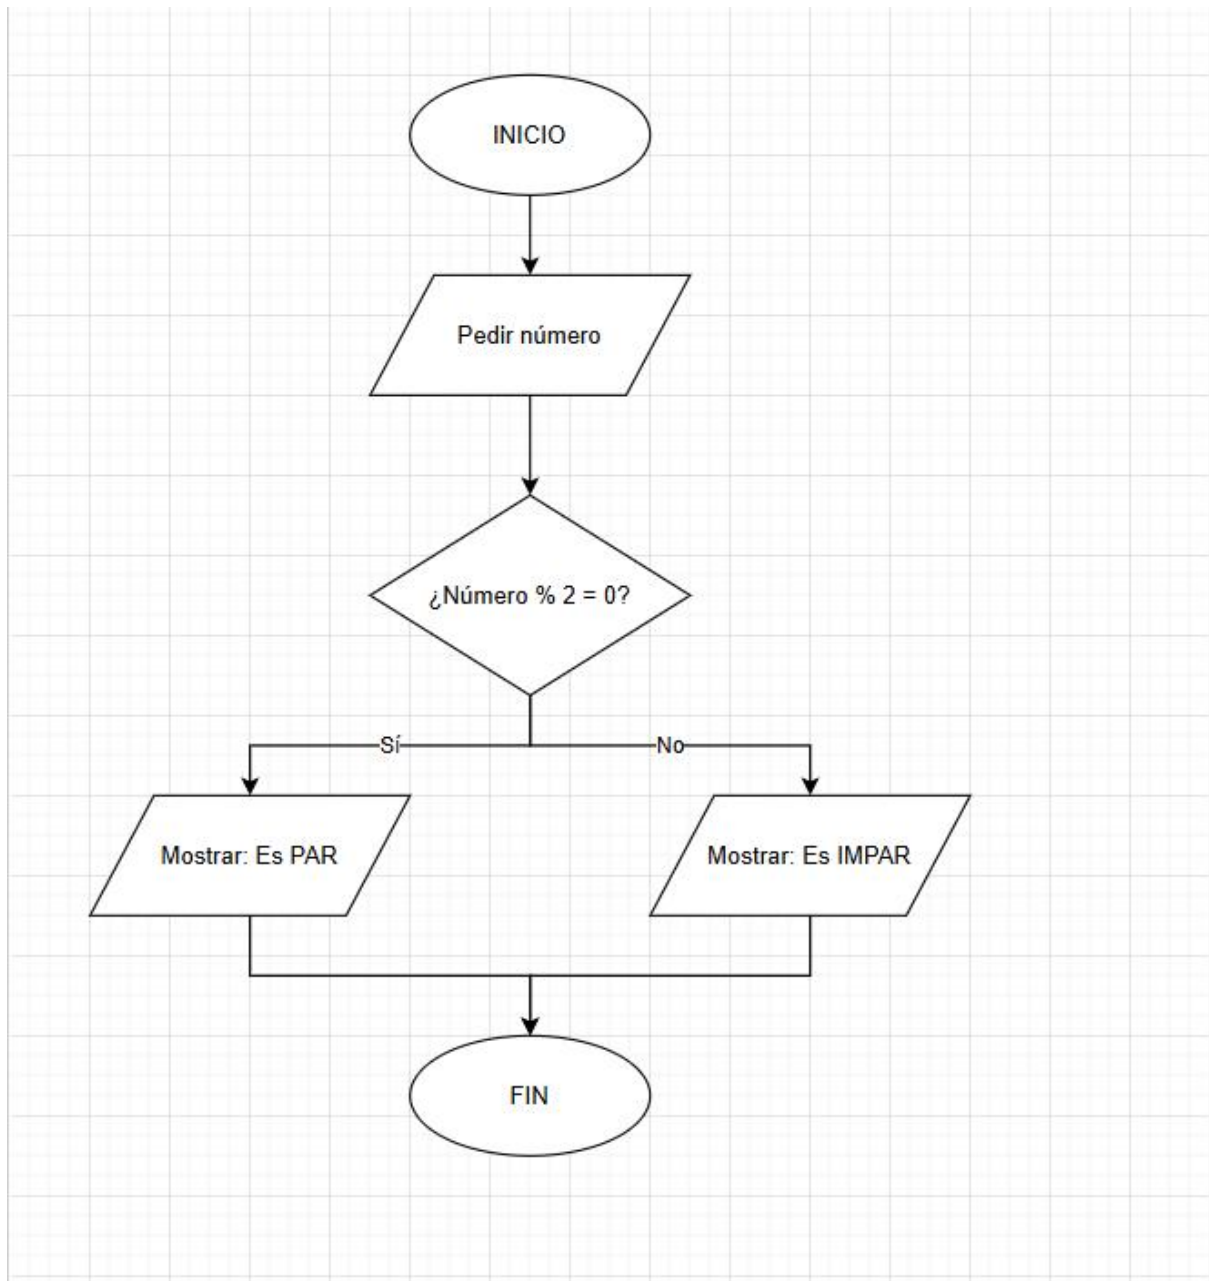 INICIO
Pedir número
¿Número % 2 = 0?
Sí
No
Mostrar: Es PAR
Mostrar: Es IMPAR
FIN